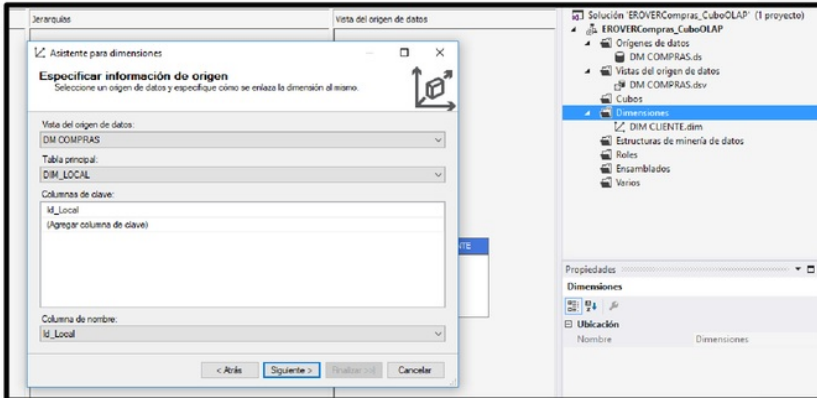 Jerarquías
Vista del origen de datos
Asistente para dimensiones
Especificar información de origen
Seleccione un origen de datos y especifique cómo se enlaza la dimensión al mismo.
Vista del origen de datos:
DM COMPRAS
Tabla principal:
DIM_LOCAL
Columnas de clave:
Id_Local
(Agregar columna de clave)
Columna de nombre:
Id_Local
< Atrás
Siguiente >
Finalizar >>|
Cancelar
Solución 'EROVERCompras_CuboOLAP' (1 proyecto)
EROVERCompras_CuboOLAP
Orígenes de datos
DM COMPRAS.ds
Vistas del origen de datos
DM COMPRAS.dsv
Cubos
Dimensiones
DIM CLIENTE.dim
Estructuras de minería de datos
Roles
Ensamblados
Varios
Propiedades
Dimensiones
Ubicación
Nombre
Dimensiones